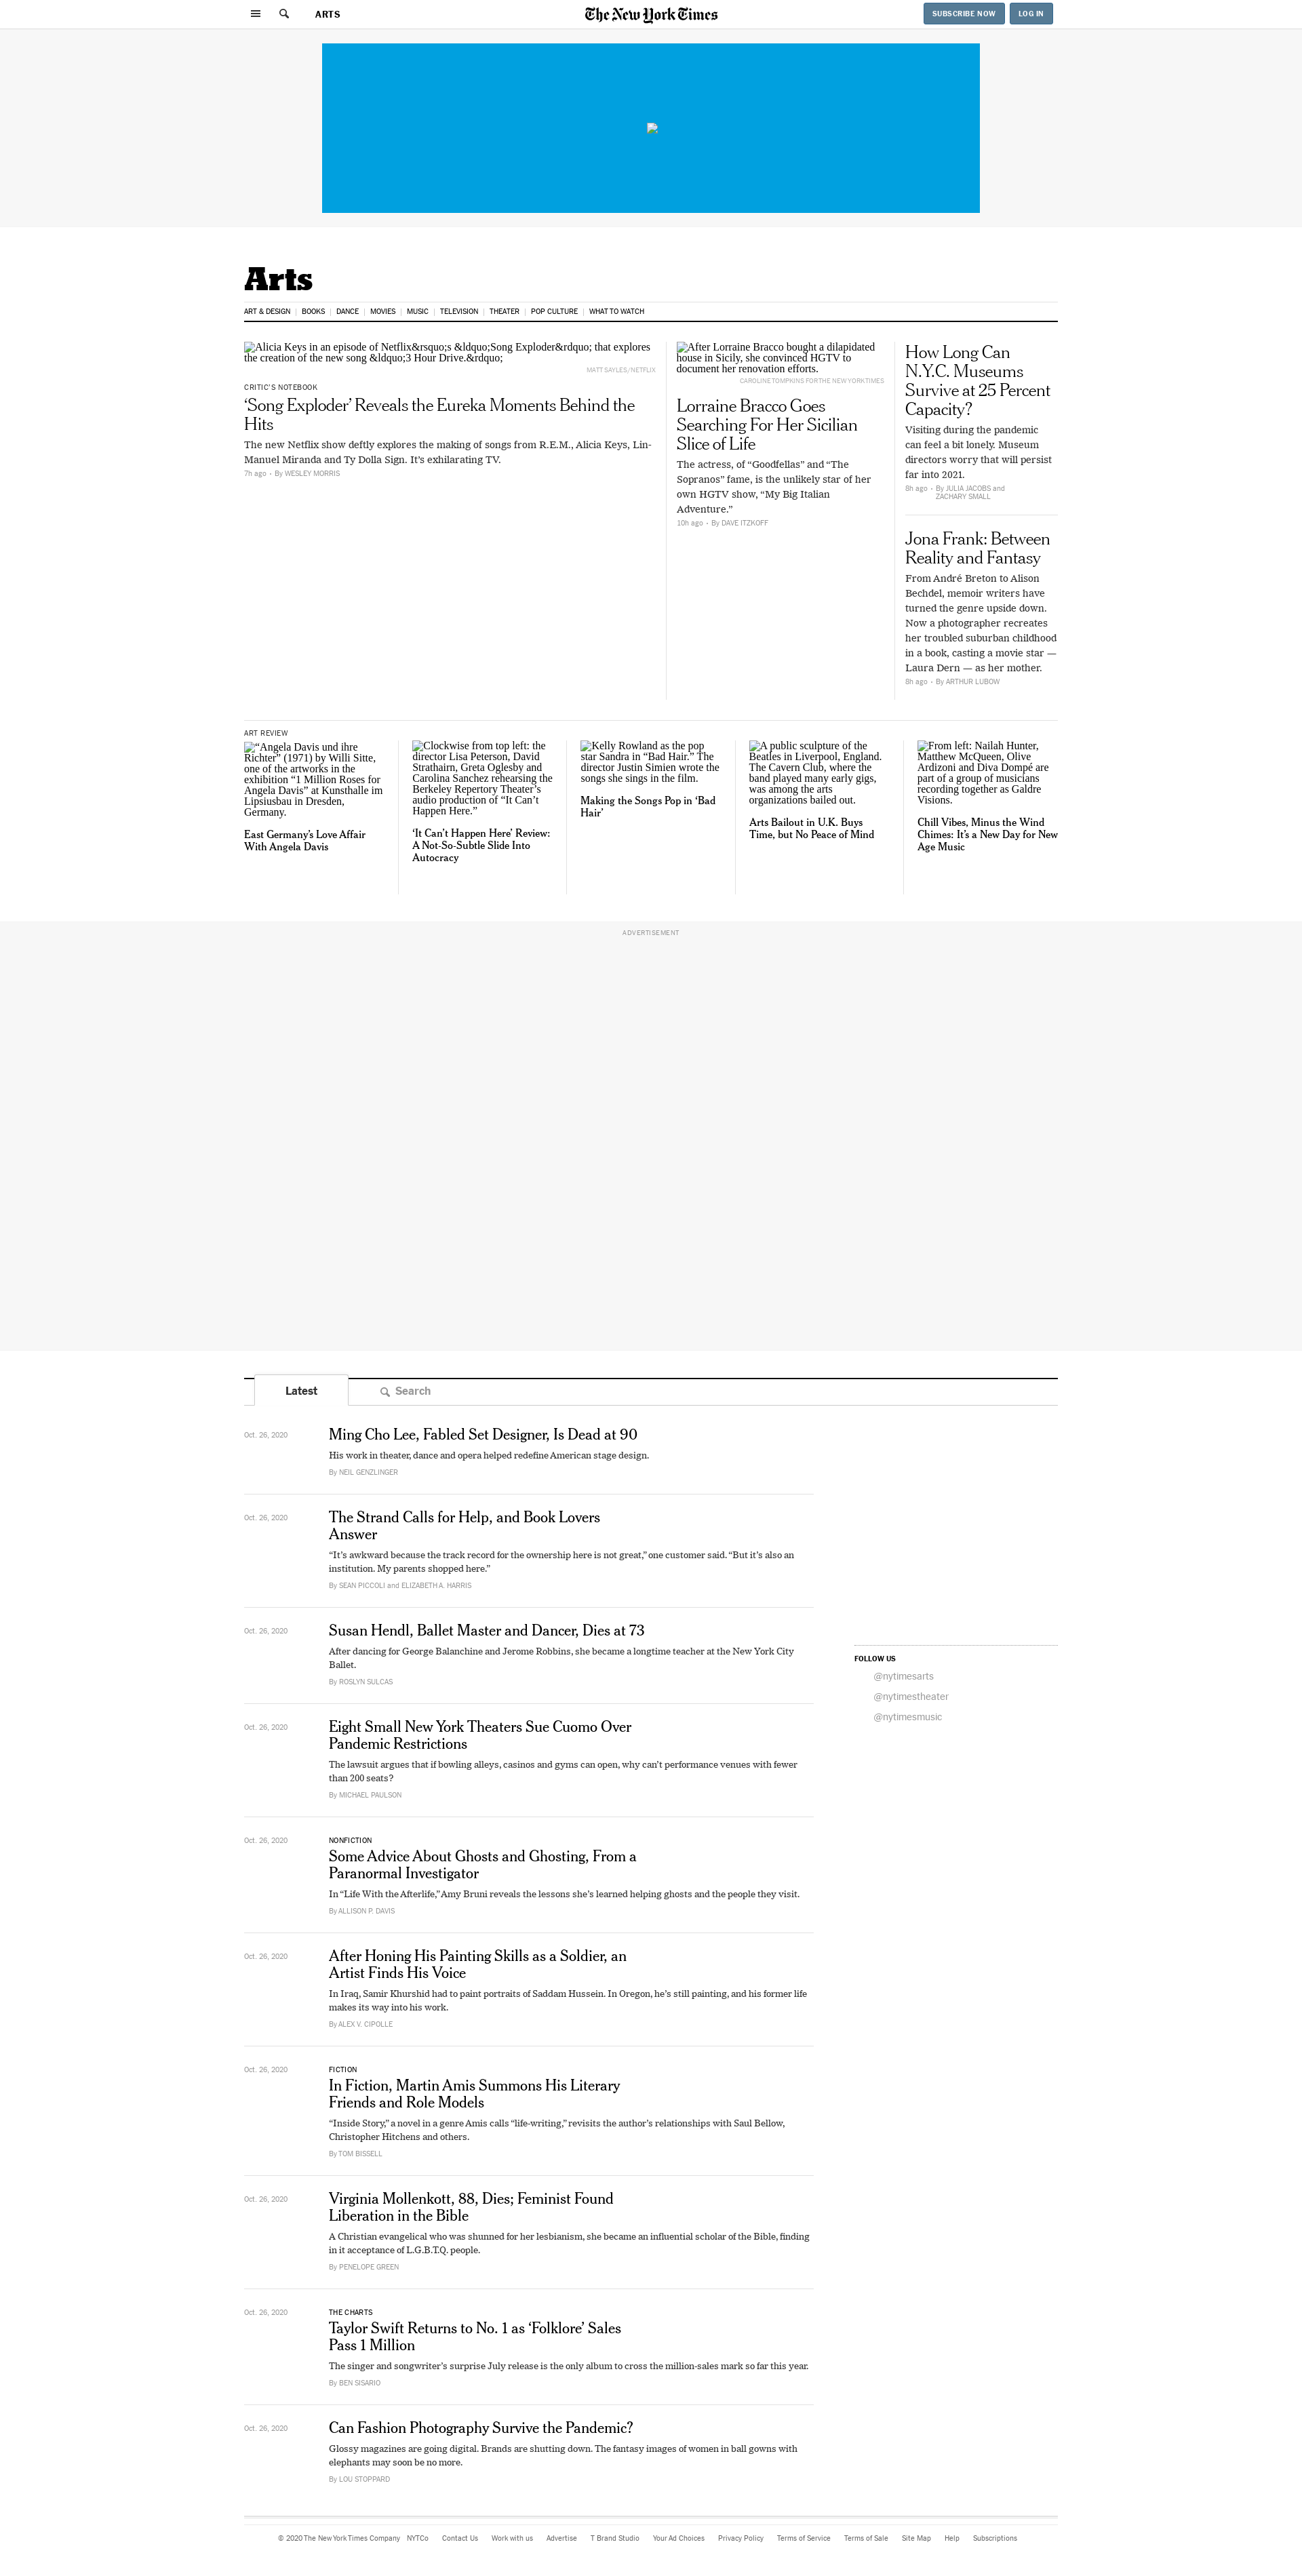 ARTS
The New York Times
SUBSCRIBE NOW
LOG IN
Arts
ART & DESIGN
BOOKS
DANCE
MOVIES
MUSIC
TELEVISION
THEATER
POP CULTURE
WHAT TO WATCH
Alicia Keys in an episode of Netflix&rsquo;s &ldquo;Song Exploder&rdquo; that explores
the creation of the new song &ldquo;3 Hour Drive.&rdquo;
MATT SAYLES/NETFLIX
CRITIC'S NOTEBOOK
‘Song Exploder’ Reveals the Eureka Moments Behind the
Hits
The new Netflix show deftly explores the making of songs from R.E.M., Alicia Keys, Lin-
Manuel Miranda and Ty Dolla Sign. It’s exhilarating TV.
7h ago • By WESLEY MORRIS
After Lorraine Bracco bought a dilapidated
house in Sicily, she convinced HGTV to
document her renovation efforts.
CAROLINE TOMPKINS FOR THE NEW YORK TIMES
Lorraine Bracco Goes
Searching For Her Sicilian
Slice of Life
The actress, of “Goodfellas” and “The
Sopranos” fame, is the unlikely star of her
own HGTV show, “My Big Italian
Adventure.”
10h ago • By DAVE ITZKOFF
How Long Can
N.Y.C. Museums
Survive at 25 Percent
Capacity?
Visiting during the pandemic
can feel a bit lonely. Museum
directors worry that will persist
far into 2021.
8h ago • By JULIA JACOBS and
ZACHARY SMALL
Jona Frank: Between
Reality and Fantasy
From André Breton to Alison
Bechdel, memoir writers have
turned the genre upside down.
Now a photographer recreates
her troubled suburban childhood
in a book, casting a movie star —
Laura Dern — as her mother.
8h ago • By ARTHUR LUBOW
ART REVIEW
“Angela Davis und ihre
Richter” (1971) by Willi Sitte,
one of the artworks in the
exhibition “1 Million Roses for
Angela Davis” at Kunsthalle im
Lipsiusbau in Dresden,
Germany.
East Germany’s Love Affair
With Angela Davis
Clockwise from top left: the
director Lisa Peterson, David
Strathairn, Greta Oglesby and
Carolina Sanchez rehearsing the
Berkeley Repertory Theater’s
audio production of “It Can’t
Happen Here.”
‘It Can’t Happen Here’ Review:
A Not-So-Subtle Slide Into
Autocracy
Kelly Rowland as the pop
star Sandra in “Bad Hair.” The
director Justin Simien wrote the
songs she sings in the film.
Making the Songs Pop in ‘Bad
Hair’
A public sculpture of the
Beatles in Liverpool, England.
The Cavern Club, where the
band played many early gigs,
was among the arts
organizations bailed out.
Arts Bailout in U.K. Buys
Time, but No Peace of Mind
From left: Nailah Hunter,
Matthew McQueen, Olive
Ardizoni and Diva Dompé are
part of a group of musicians
recording together as Galdre
Visions.
Chill Vibes, Minus the Wind
Chimes: It’s a New Day for New
Age Music
ADVERTISEMENT
Latest
Search
Oct. 26, 2020
Ming Cho Lee, Fabled Set Designer, Is Dead at 90
His work in theater, dance and opera helped redefine American stage design.
By NEIL GENZLINGER
Oct. 26, 2020
The Strand Calls for Help, and Book Lovers
Answer
“It’s awkward because the track record for the ownership here is not great,” one customer said. “But it’s also an
institution. My parents shopped here.”
By SEAN PICCOLI and ELIZABETH A. HARRIS
Oct. 26, 2020
Susan Hendl, Ballet Master and Dancer, Dies at 73
After dancing for George Balanchine and Jerome Robbins, she became a longtime teacher at the New York City
Ballet.
By ROSLYN SULCAS
FOLLOW US
@nytimesarts
@nytimestheater
@nytimesmusic
Oct. 26, 2020
Eight Small New York Theaters Sue Cuomo Over
Pandemic Restrictions
The lawsuit argues that if bowling alleys, casinos and gyms can open, why can’t performance venues with fewer
than 200 seats?
By MICHAEL PAULSON
Oct. 26, 2020
NONFICTION
Some Advice About Ghosts and Ghosting, From a
Paranormal Investigator
In “Life With the Afterlife,” Amy Bruni reveals the lessons she’s learned helping ghosts and the people they visit.
By ALLISON P. DAVIS
Oct. 26, 2020
After Honing His Painting Skills as a Soldier, an
Artist Finds His Voice
In Iraq, Samir Khurshid had to paint portraits of Saddam Hussein. In Oregon, he’s still painting, and his former life
makes its way into his work.
By ALEX V. CIPOLLE
Oct. 26, 2020
FICTION
In Fiction, Martin Amis Summons His Literary
Friends and Role Models
“Inside Story,” a novel in a genre Amis calls “life-writing,” revisits the author’s relationships with Saul Bellow,
Christopher Hitchens and others.
By TOM BISSELL
Oct. 26, 2020
Virginia Mollenkott, 88, Dies; Feminist Found
Liberation in the Bible
A Christian evangelical who was shunned for her lesbianism, she became an influential scholar of the Bible, finding
in it acceptance of L.G.B.T.Q. people.
By PENELOPE GREEN
Oct. 26, 2020
THE CHARTS
Taylor Swift Returns to No. 1 as ‘Folklore’ Sales
Pass 1 Million
The singer and songwriter’s surprise July release is the only album to cross the million-sales mark so far this year.
By BEN SISARIO
Oct. 26, 2020
Can Fashion Photography Survive the Pandemic?
Glossy magazines are going digital. Brands are shutting down. The fantasy images of women in ball gowns with
elephants may soon be no more.
By LOU STOPPARD
© 2020 The New York Times Company NYTCo Contact Us Work with us Advertise T Brand Studio Your Ad Choices Privacy Policy Terms of Service Terms of Sale Site Map Help Subscriptions